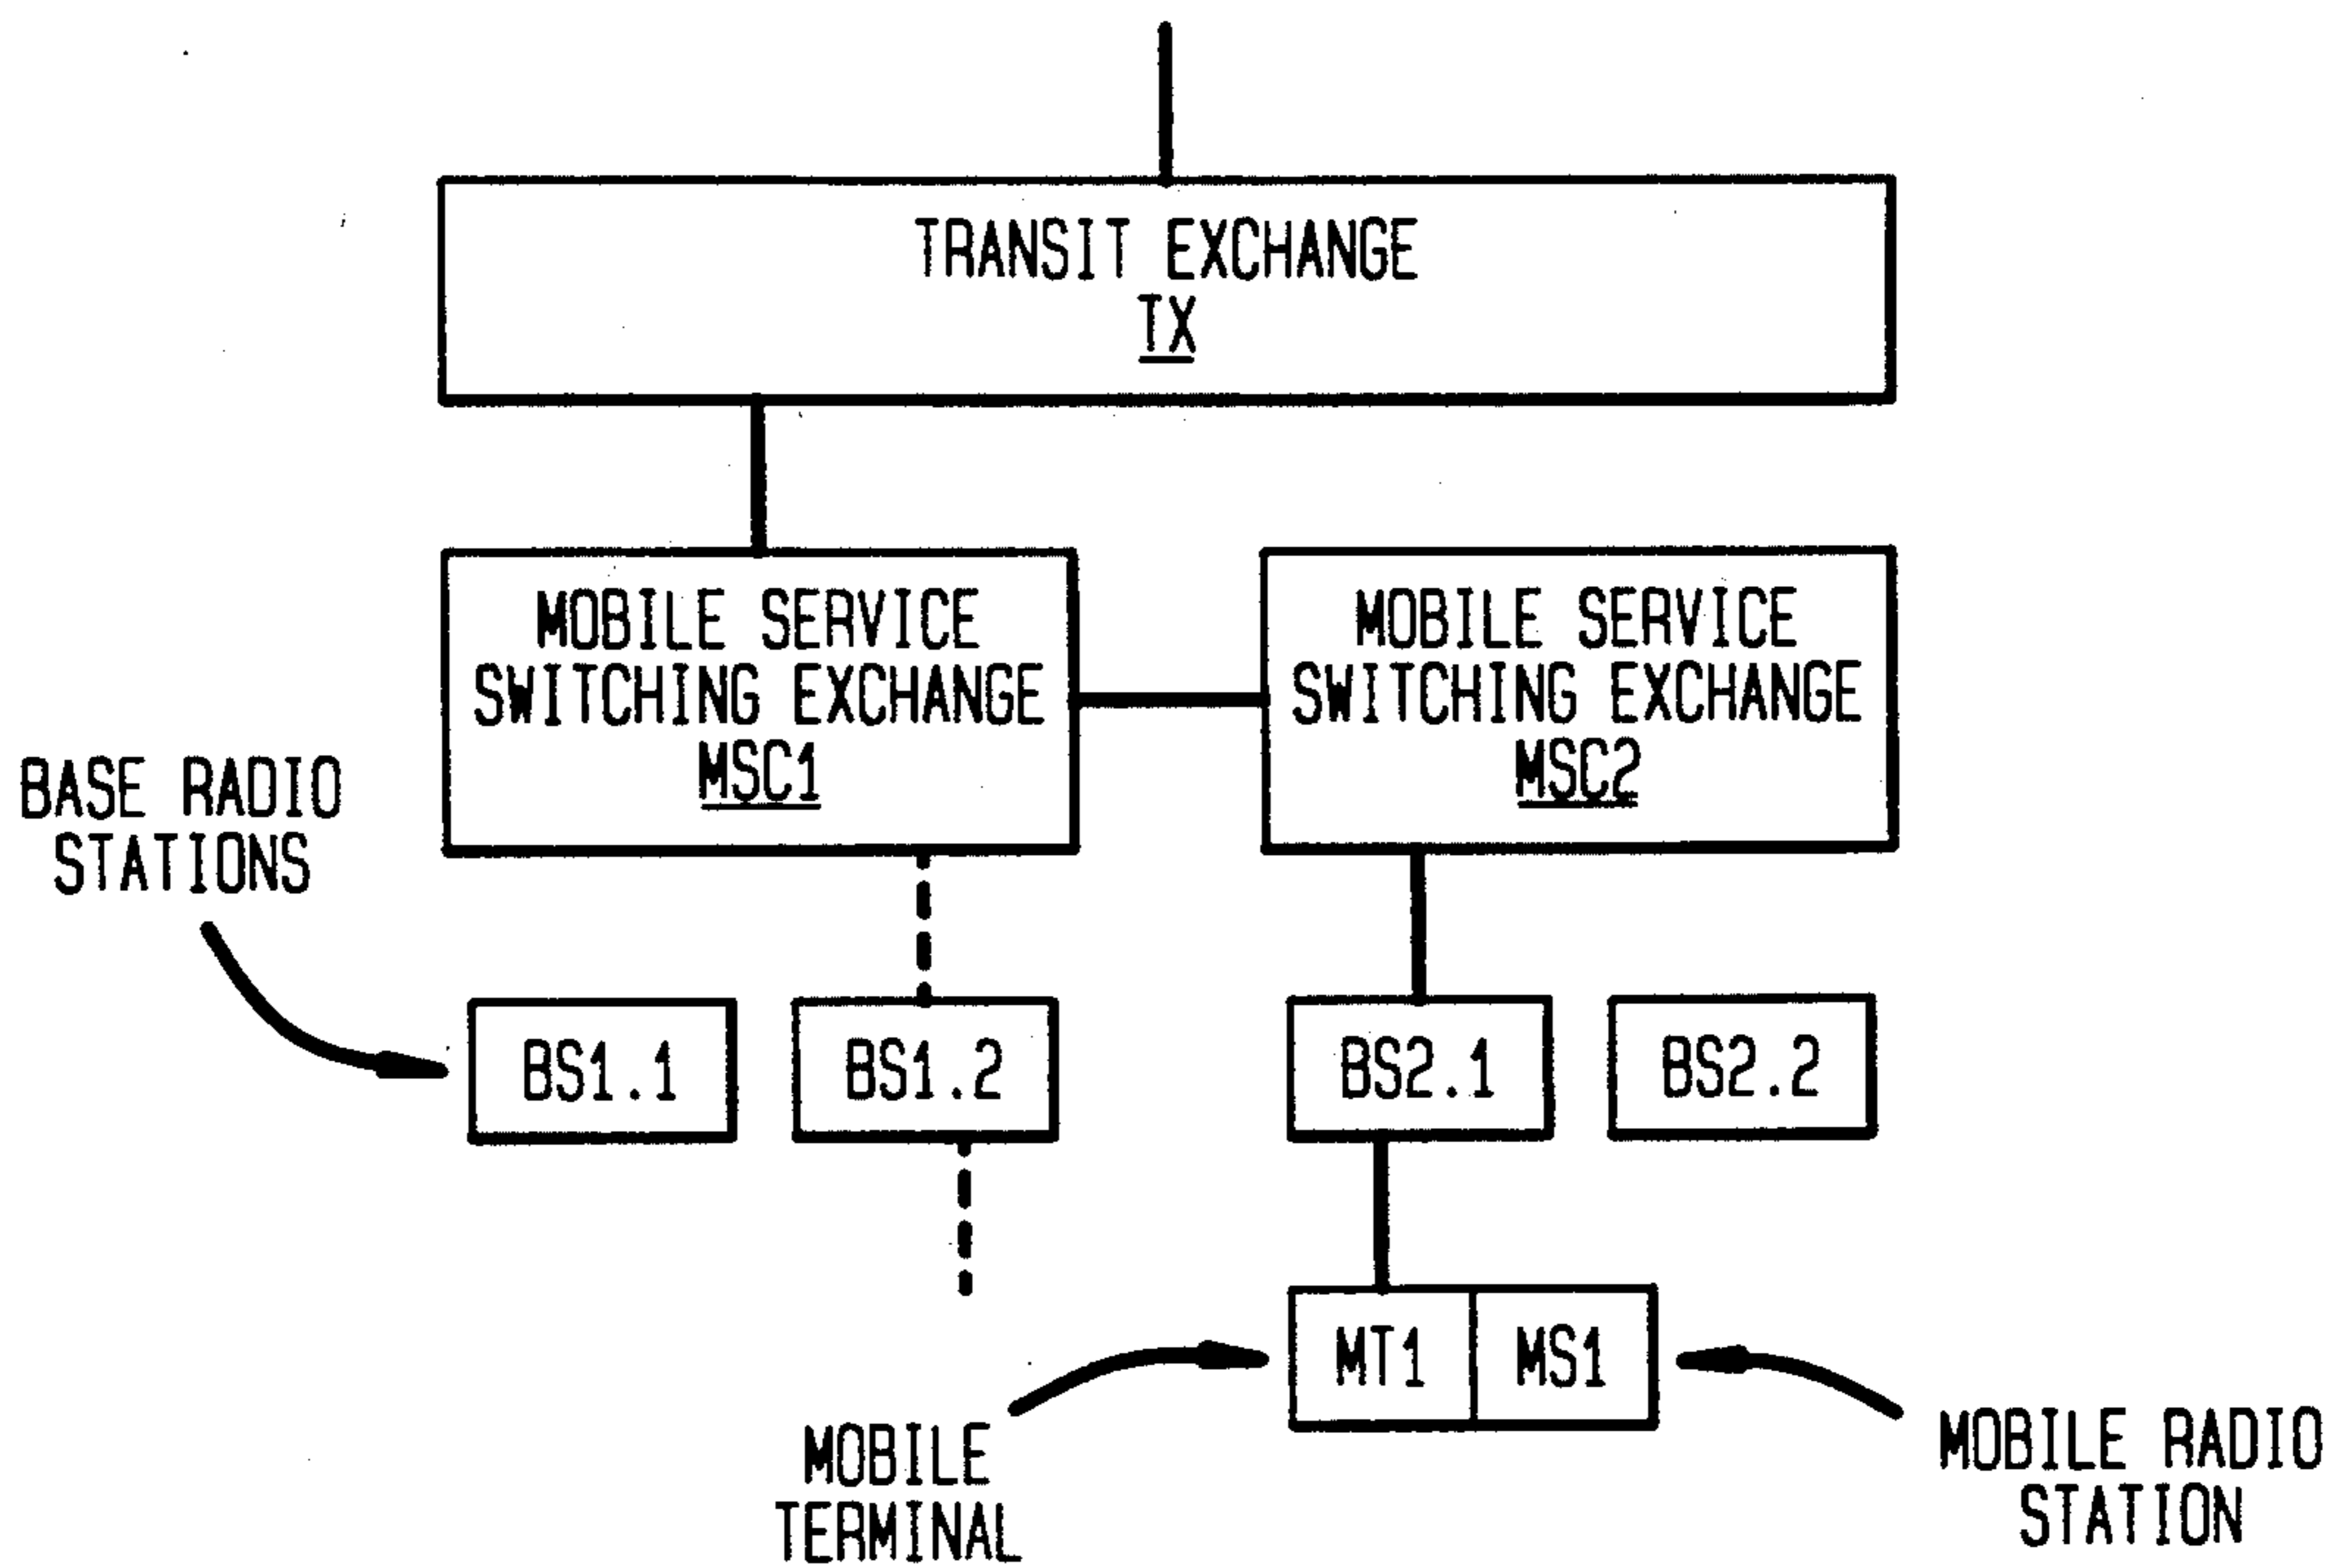 TRANSIT EXCHANGE
TX
MOBILE SERVICE
SWITCHING EXCHANGE
MSC1
MOBILE SERVICE
SWITCHING EXCHANGE
MSC2
BASE RADIO
STATIONS
BS1.1
BS1.2
BS2.1
BS2.2
MT1
MS1
MOBILE
TERMINAL
MOBILE RADIO
STATION